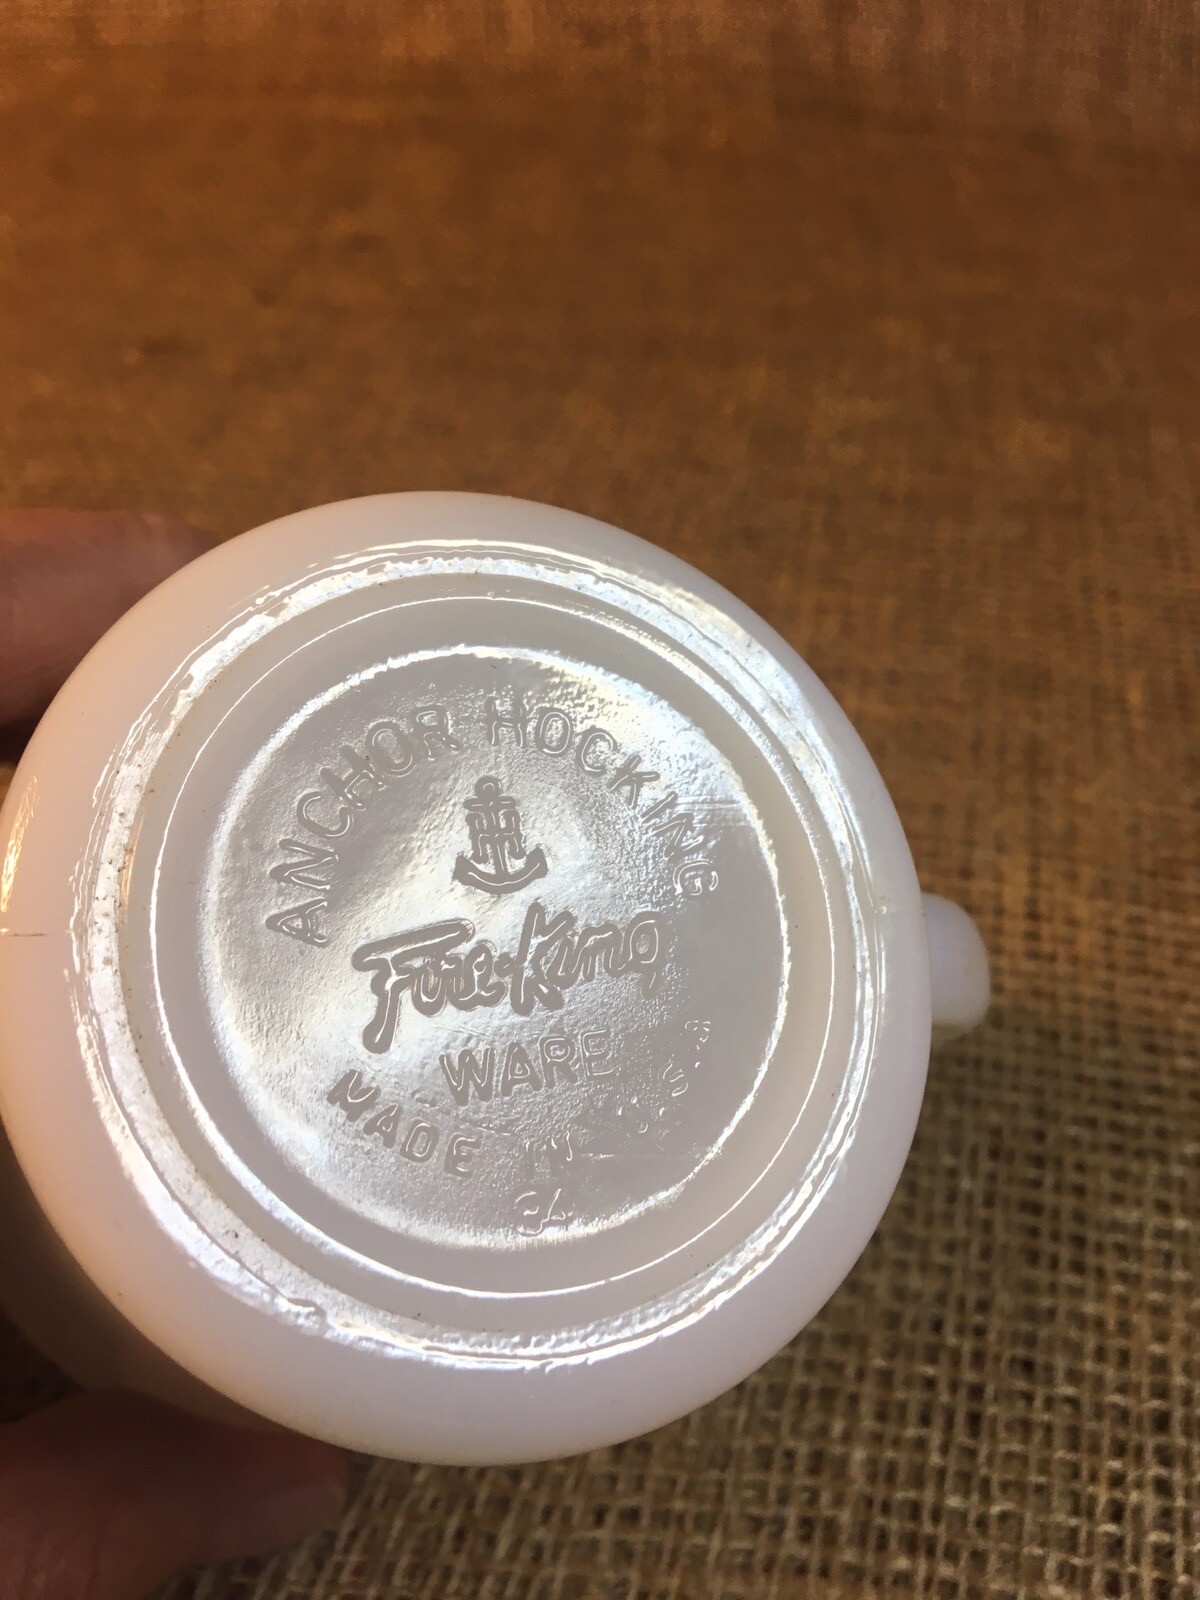 ANCHOR HOCKING
Fire-King
WARE
MADE IN U.S.A
34